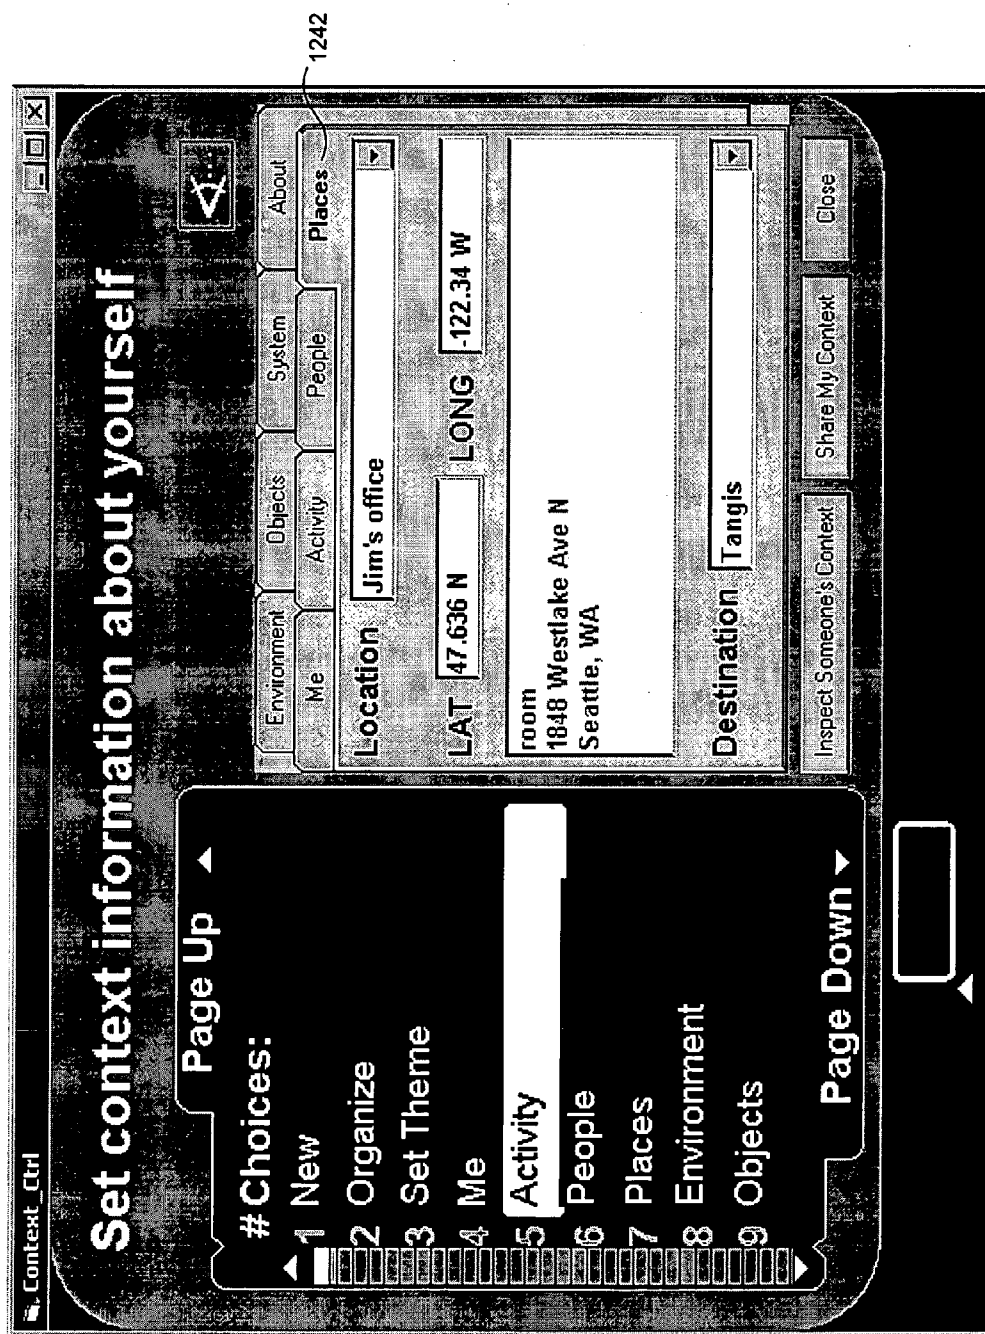 Context_Ctrl
Set context information about yourself
Page Up
# Choices:
1 New
2 Organize
3 Set Theme
4 Me
5 Activity
6 People
7 Places
8 Environment
9 Objects
Page Down
Environment Objects System About
Me Activity People Places
1242
Location Jim's office
LAT 47.636 N LONG -122.34 W
room
1848 Westlake Ave N
Seattle, WA
Destination Tangis
Inspect Someone's Context Share My Context Close